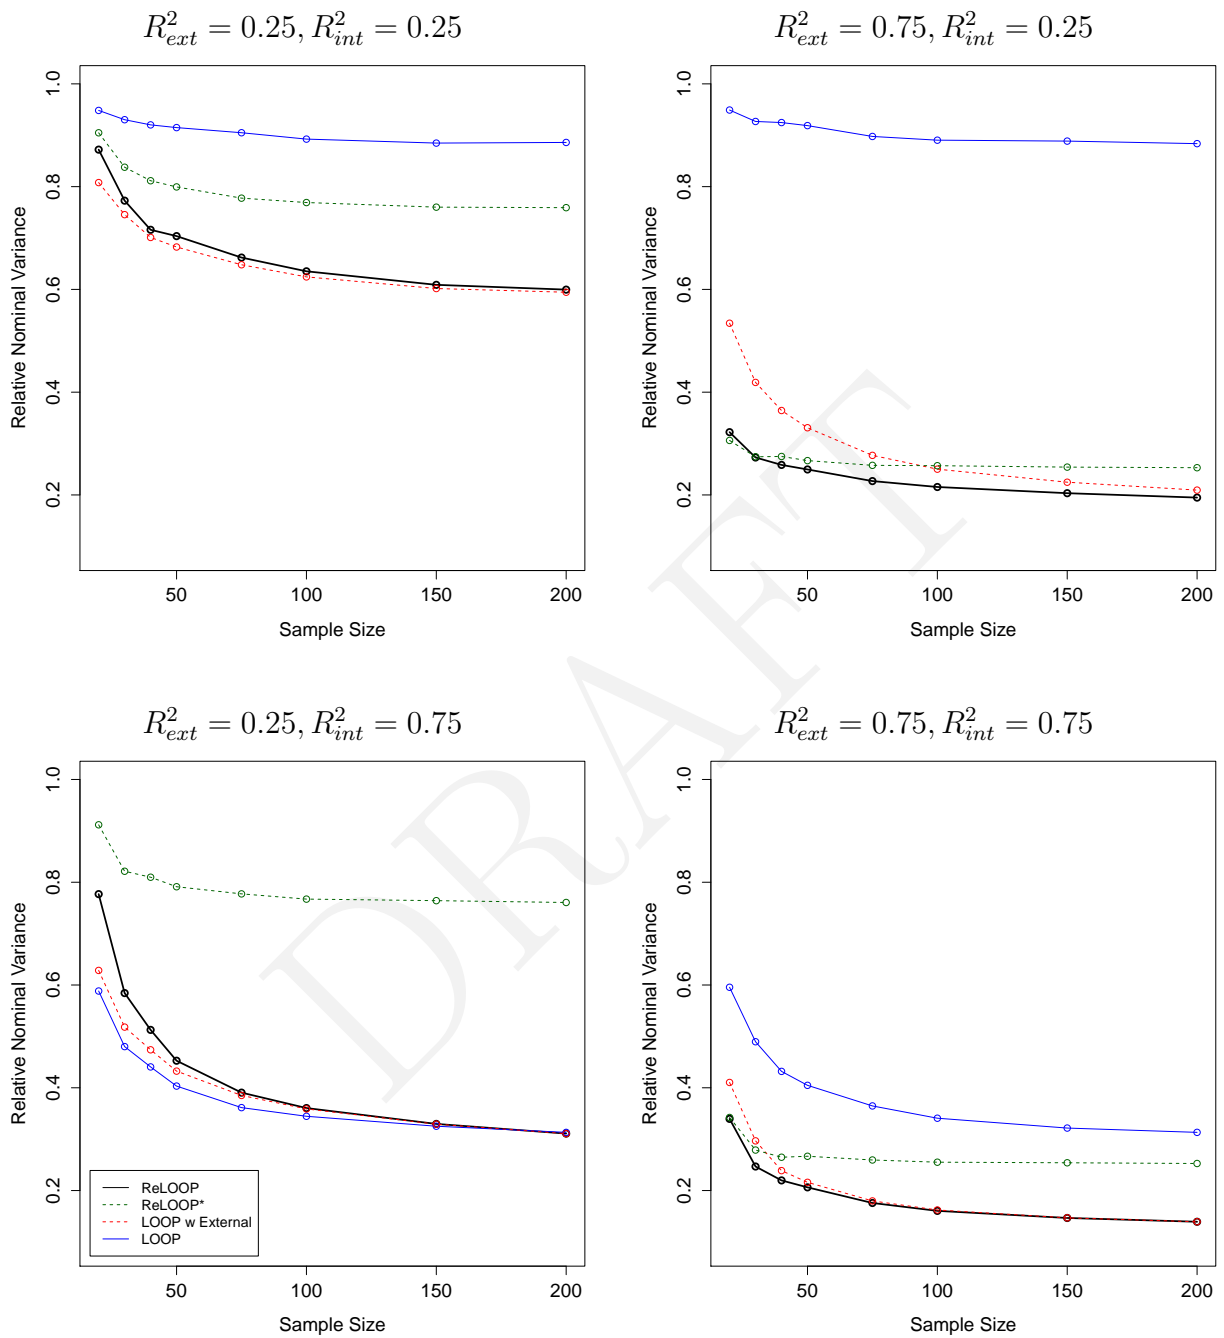 R²ext = 0.25, R²int = 0.25
R²ext = 0.75, R²int = 0.25
Relative Nominal Variance
1.0
0.8
0.6
0.4
0.2
50 100 150 200
Sample Size
Relative Nominal Variance
1.0
0.8
0.6
0.4
0.2
50 100 150 200
Sample Size
DRAFT
R²ext = 0.25, R²int = 0.75
R²ext = 0.75, R²int = 0.75
Relative Nominal Variance
1.0
0.8
0.6
0.4
0.2
ReLOOP
ReLOOP*
LOOP w External
LOOP
50 100 150 200
Sample Size
Relative Nominal Variance
1.0
0.8
0.6
0.4
0.2
50 100 150 200
Sample Size